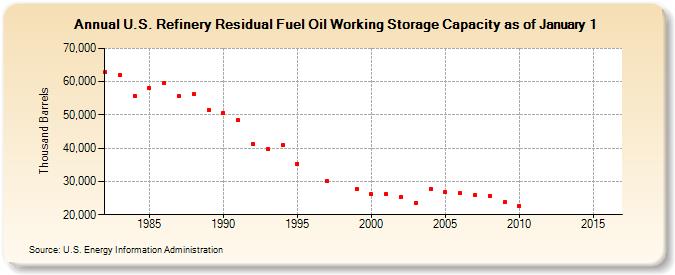 Annual U.S. Refinery Residual Fuel Oil Working Storage Capacity as of January 1
Thousand Barrels
70,000
60,000
50,000
40,000
30,000
20,000
1985 1990 1995 2000 2005 2010 2015
Source: U.S. Energy Information Administration